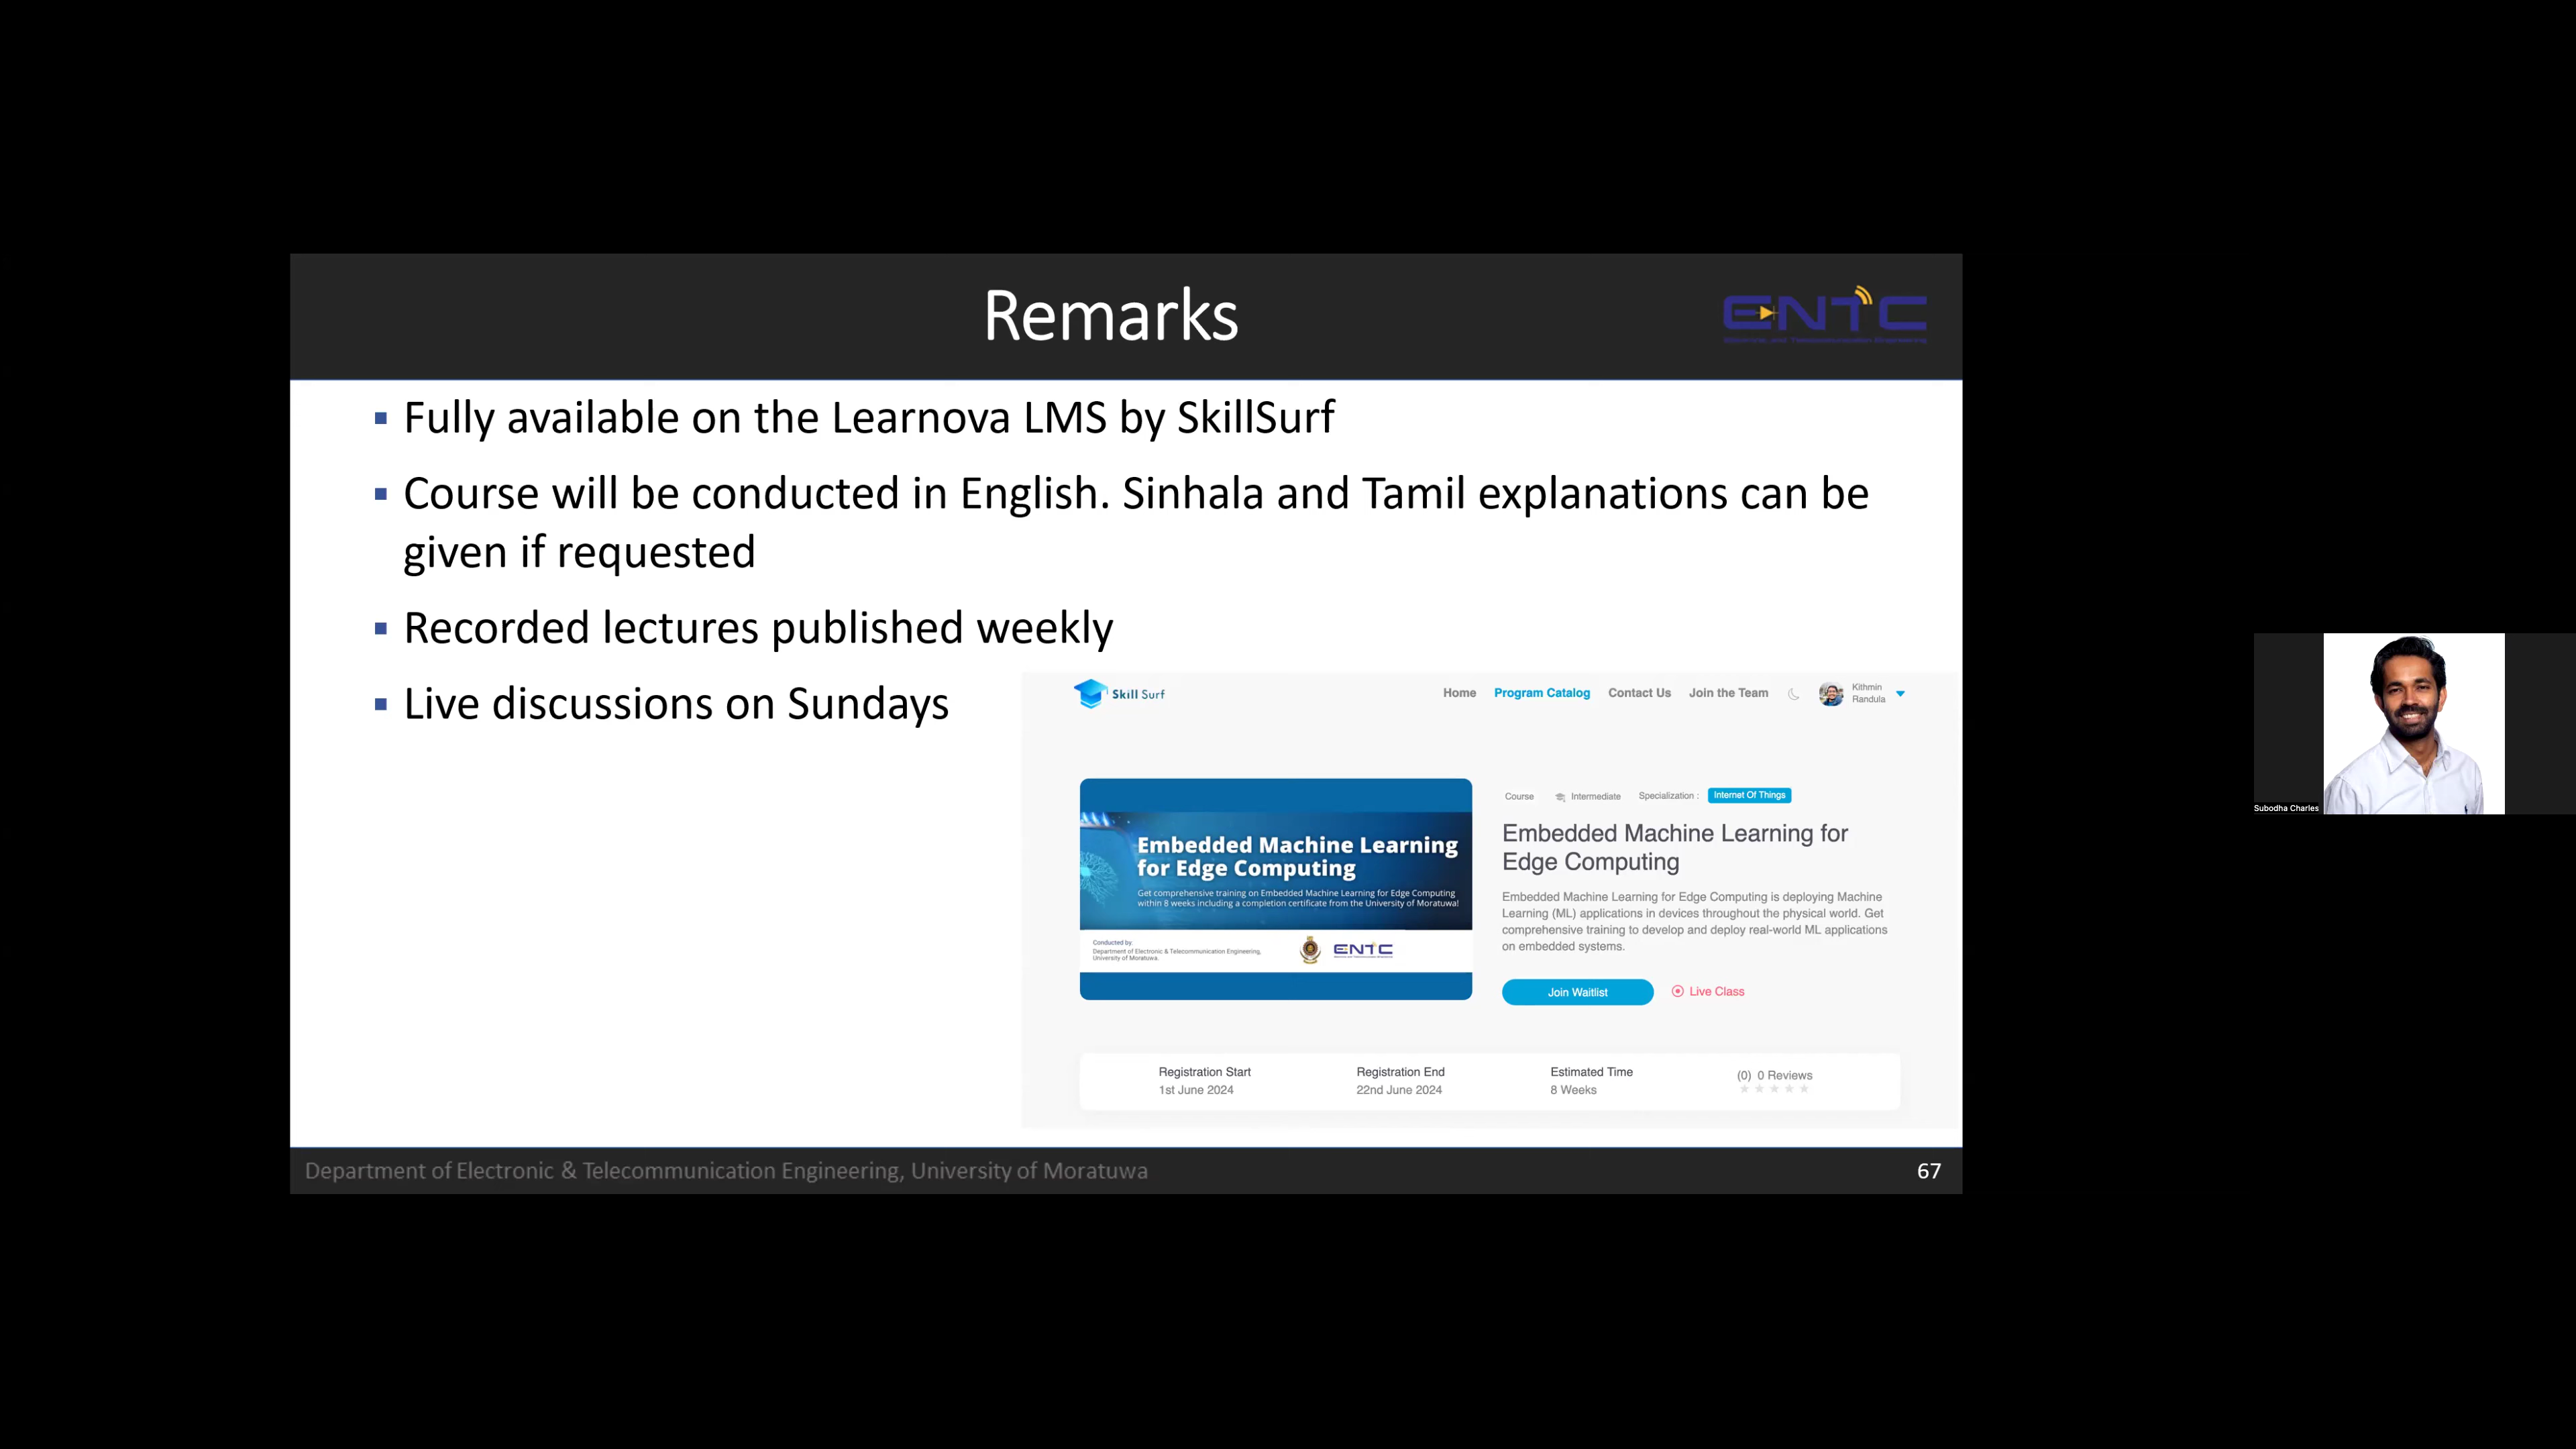 Remarks
ENTC
Fully available on the Learnova LMS by SkillSurf
Course will be conducted in English. Sinhala and Tamil explanations can be
given if requested
Recorded lectures published weekly
Live discussions on Sundays
Skill Surf
Home Program Catalog Contact Us Join the Team Kithmin
Randula
Embedded Machine Learning
for Edge Computing
Get comprehensive training on Embedded Machine Learning for Edge Computing
within 8 weeks including a completion certificate from the University of Moratuwa!
Conducted by:
Department of Electronic & Telecommunication Engineering,
University of Moratuwa.
ENTC
Course Intermediate Specialization : Internet Of Things
Embedded Machine Learning for
Edge Computing
Embedded Machine Learning for Edge Computing is deploying Machine
Learning (ML) applications in devices throughout the physical world. Get
comprehensive training to develop and deploy real-world ML applications
on embedded systems.
Join Waitlist Live Class
Registration Start Registration End Estimated Time (0) 0 Reviews
1st June 2024 22nd June 2024 8 Weeks
Department of Electronic & Telecommunication Engineering, University of Moratuwa 67
Subodha Charles